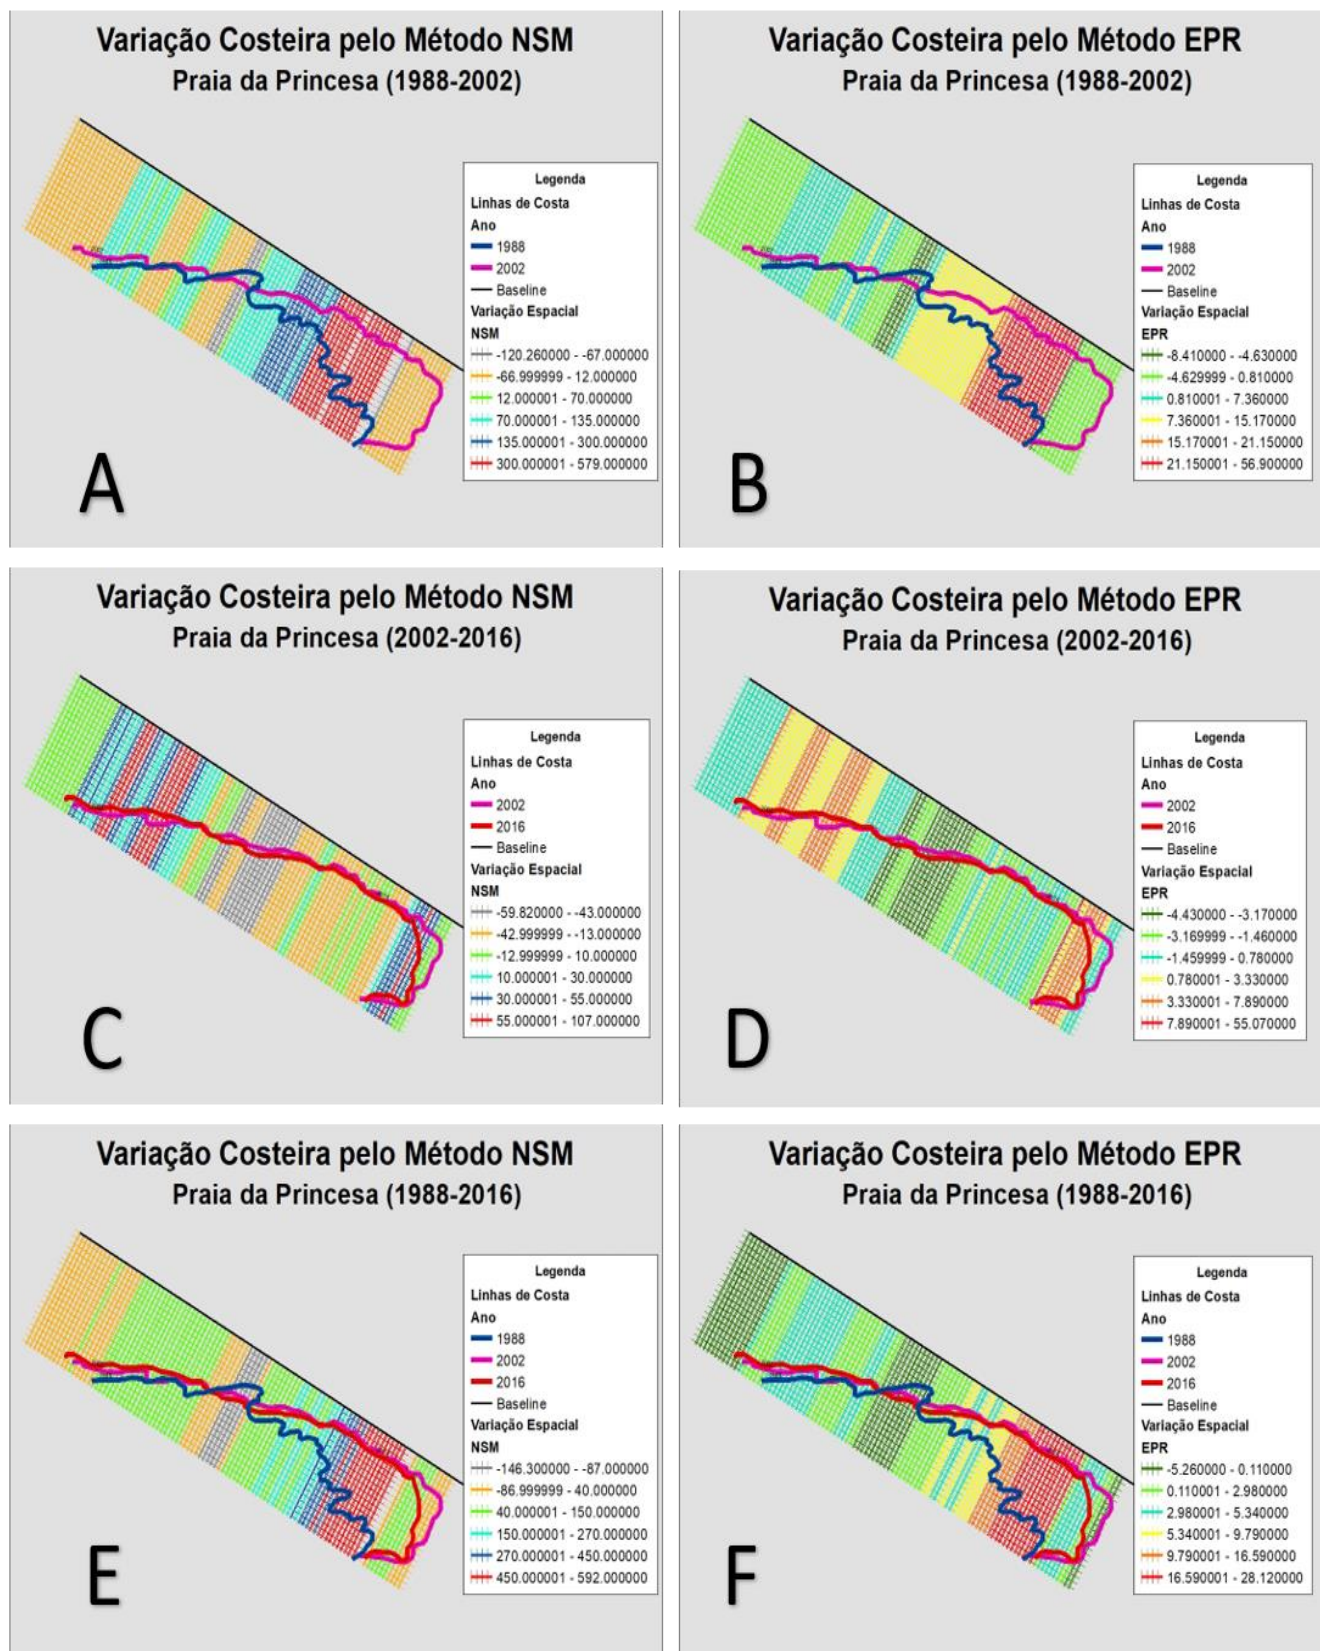 Variação Costeira pelo Método NSM
Praia da Princesa (1988-2002)
Legenda
Linhas de Costa
Ano
1988
2002
Baseline
Variação Espacial
NSM
-120.260000 - -67.000000
-66.999999 - 12.000000
12.000001 - 70.000000
70.000001 - 135.000000
135.000001 - 300.000000
300.000001 - 579.000000
A
Variação Costeira pelo Método EPR
Praia da Princesa (1988-2002)
Legenda
Linhas de Costa
Ano
1988
2002
Baseline
Variação Espacial
EPR
-8.410000 - -4.630000
-4.629999 - 0.810000
0.810001 - 7.360000
7.360001 - 15.170000
15.170001 - 21.150000
21.150001 - 56.900000
B
Variação Costeira pelo Método NSM
Praia da Princesa (2002-2016)
Legenda
Linhas de Costa
Ano
2002
2016
Baseline
Variação Espacial
NSM
-59.820000 - -43.000000
-42.999999 - -13.000000
-12.999999 - 10.000000
10.000001 - 30.000000
30.000001 - 55.000000
55.000001 - 107.000000
C
Variação Costeira pelo Método EPR
Praia da Princesa (2002-2016)
Legenda
Linhas de Costa
Ano
2002
2016
Baseline
Variação Espacial
EPR
-4.430000 - -3.170000
-3.169999 - -1.460000
-1.459999 - 0.780000
0.780001 - 3.330000
3.330001 - 7.890000
7.890001 - 55.070000
D
Variação Costeira pelo Método NSM
Praia da Princesa (1988-2016)
Legenda
Linhas de Costa
Ano
1988
2002
2016
Baseline
Variação Espacial
NSM
-146.300000 - -87.000000
-86.999999 - 40.000000
40.000001 - 150.000000
150.000001 - 270.000000
270.000001 - 450.000000
450.000001 - 592.000000
E
Variação Costeira pelo Método EPR
Praia da Princesa (1988-2016)
Legenda
Linhas de Costa
Ano
1988
2002
2016
Baseline
Variação Espacial
EPR
-5.260000 - 0.110000
0.110001 - 2.980000
2.980001 - 5.340000
5.340001 - 9.790000
9.790001 - 16.590000
16.590001 - 28.120000
F